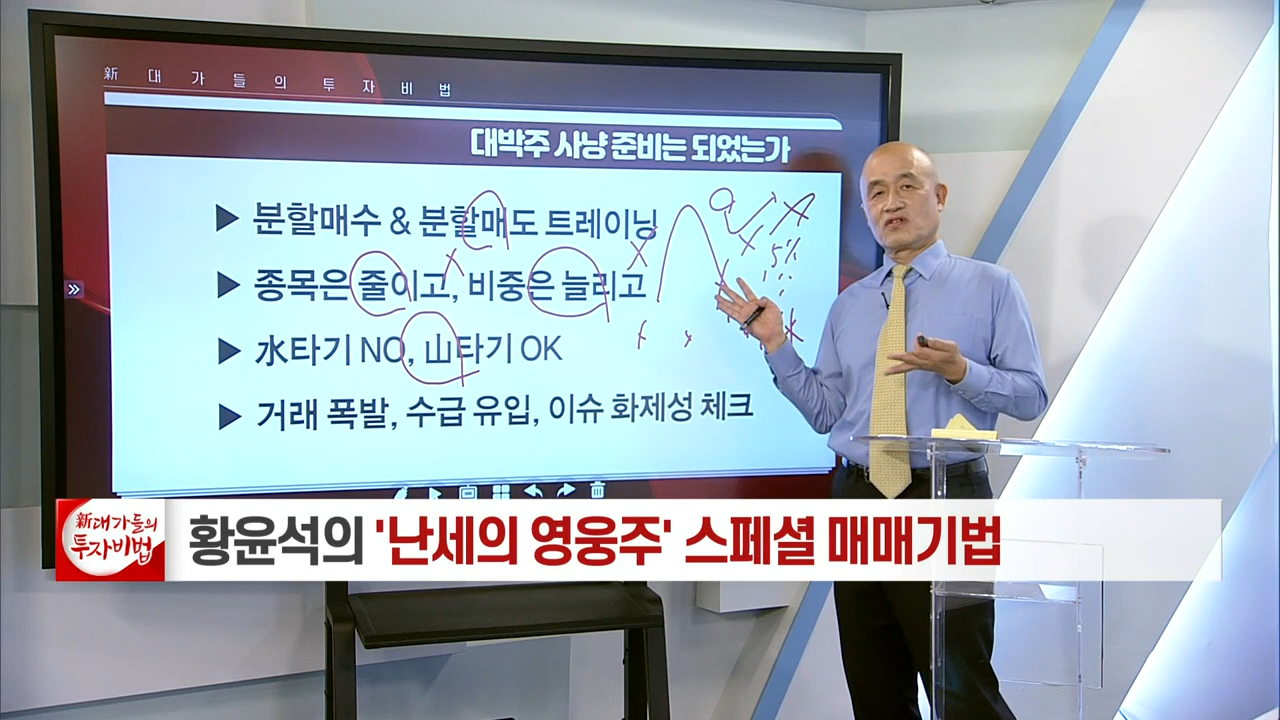 新 대 가 들 의 투 자 비 법
대박주 사냥 준비는 되었는가
▶ 분할매수 & 분할매도 트레이닝
▶ 종목은 줄이고, 비중은 늘리고
▶ 水타기 NO, 山타기 OK
▶ 거래 폭발, 수급 유입, 이슈 화제성 체크
5%
新대가들의
투자비법
황윤석의 '난세의 영웅주' 스페셜 매매기법